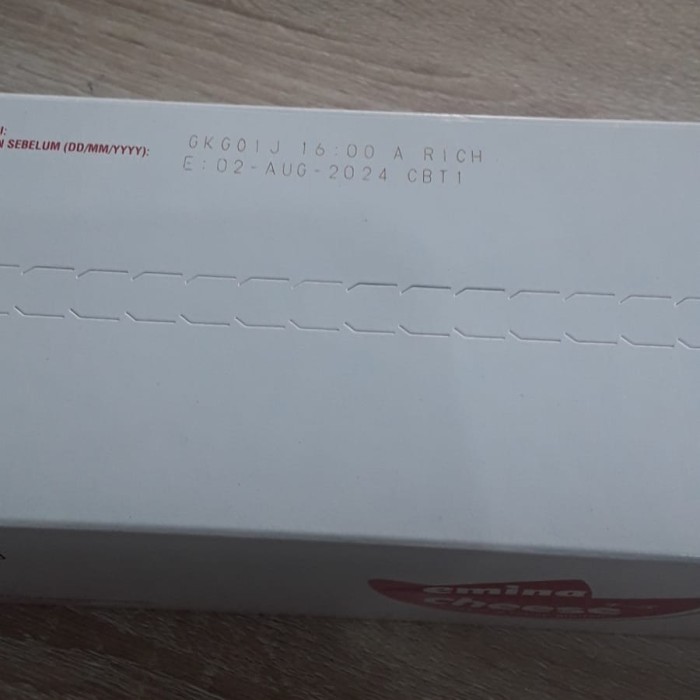 I:
SEBELUM (DD/MM/YYYY):
GKG01J 16:00 A RICH
E:02-AUG-2024 CBT1
emina
cheese